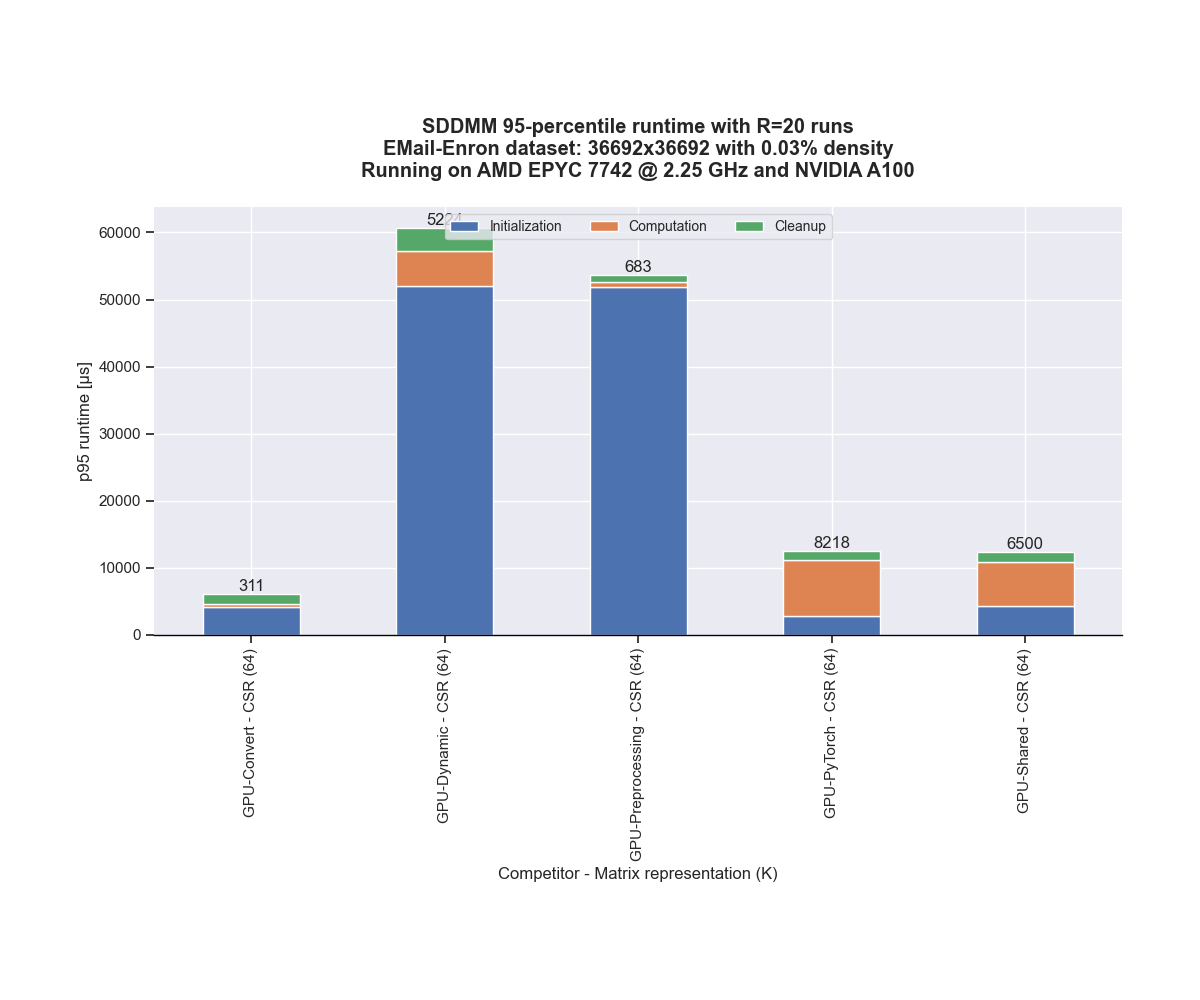 SDDMM 95-percentile runtime with R=20 runs
EMail-Enron dataset: 36692x36692 with 0.03% density
Running on AMD EPYC 7742 @ 2.25 GHz and NVIDIA A100
Initialization Computation Cleanup
5224
683
311
8218
6500
60000
50000
40000
30000
20000
10000
0
p95 runtime [µs]
GPU-Convert - CSR (64)
GPU-Dynamic - CSR (64)
GPU-Preprocessing - CSR (64)
GPU-PyTorch - CSR (64)
GPU-Shared - CSR (64)
Competitor - Matrix representation (K)